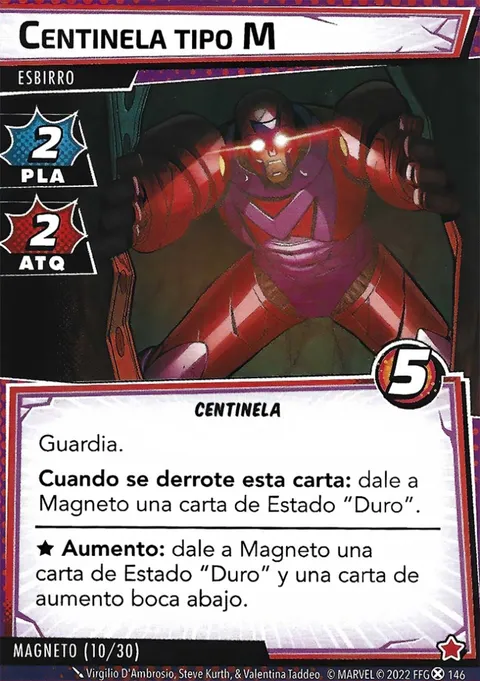 CENTINELA TIPO M
ESBIRRO
2
PLA
2
ATQ
5
CENTINELA
Guardia.
Cuando se derrote esta carta: dale a
Magneto una carta de Estado "Duro".
★ Aumento: dale a Magneto una
carta de Estado "Duro" y una carta de
aumento boca abajo.
MAGNETO (10/30)
Virgilio D'Ambrosio, Steve Kurth, & Valentina Taddeo. © MARVEL © 2022 FFG 146